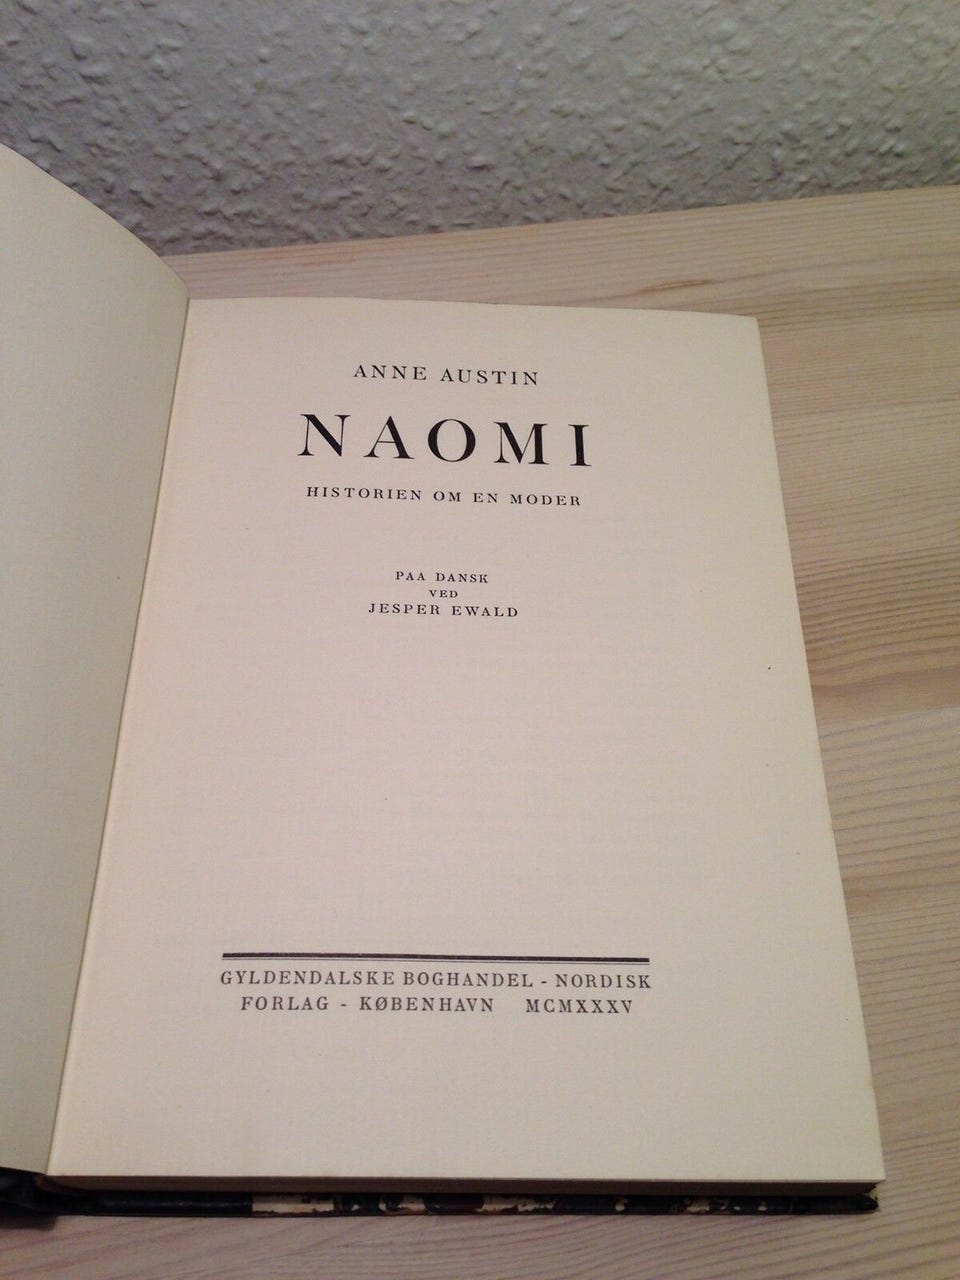 ANNE AUSTIN
NAOMI
HISTORIEN OM EN MODER
PAA DANSK
VED
JESPER EWALD
GYLDENDALSKE BOGHANDEL - NORDISK
FORLAG - KØBENHAVN MCMXXXV